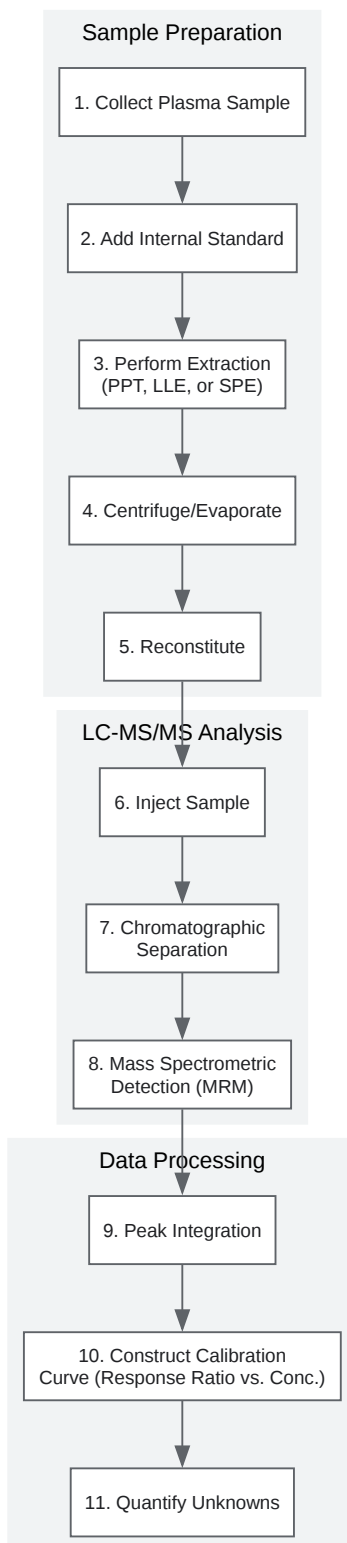 Sample Preparation
1. Collect Plasma Sample
2. Add Internal Standard
3. Perform Extraction
(PPT, LLE, or SPE)
4. Centrifuge/Evaporate
5. Reconstitute
LC-MS/MS Analysis
6. Inject Sample
7. Chromatographic
Separation
8. Mass Spectrometric
Detection (MRM)
Data Processing
9. Peak Integration
10. Construct Calibration
Curve (Response Ratio vs. Conc.)
11. Quantify Unknowns